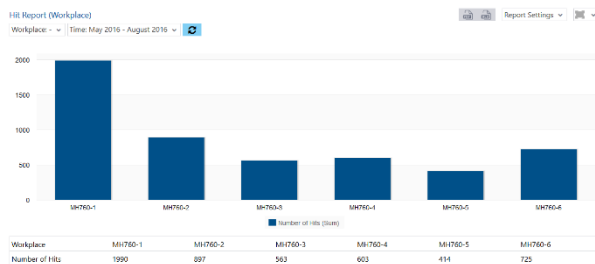 Hit Report (Workplace)
Report Settings
Workplace: - Time: May 2016 - August 2016
2000
1500
1000
500
0
MH760-1 MH760-2 MH760-3 MH760-4 MH760-5 MH760-6
Number of Hits (Sum)
Workplace MH760-1 MH760-2 MH760-3 MH760-4 MH760-5 MH760-6
Number of Hits 1990 897 563 603 414 725